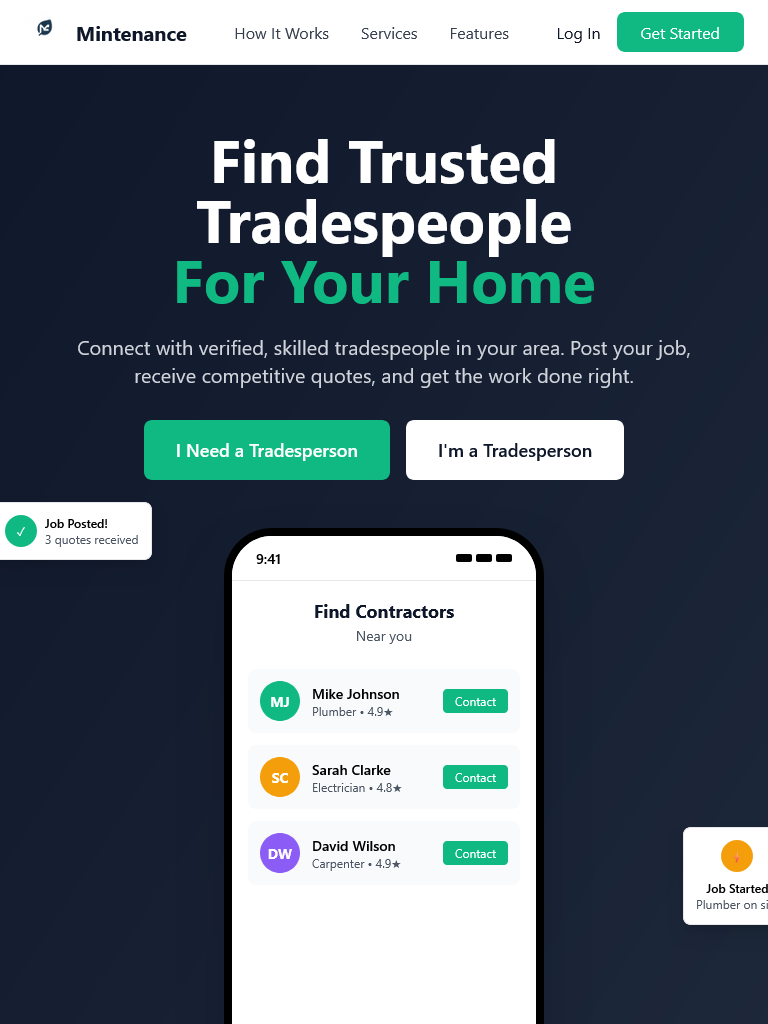 Mintenance
How It Works
Services
Features
Log In
Get Started
Find Trusted
Tradespeople
For Your Home
Connect with verified, skilled tradespeople in your area. Post your job,
receive competitive quotes, and get the work done right.
I Need a Tradesperson
I'm a Tradesperson
✓
Job Posted!
3 quotes received
9:41
Find Contractors
Near you
MJ
Mike Johnson
Plumber • 4.9★
Contact
SC
Sarah Clarke
Electrician • 4.8★
Contact
DW
David Wilson
Carpenter • 4.9★
Contact
Job Started
Plumber on si